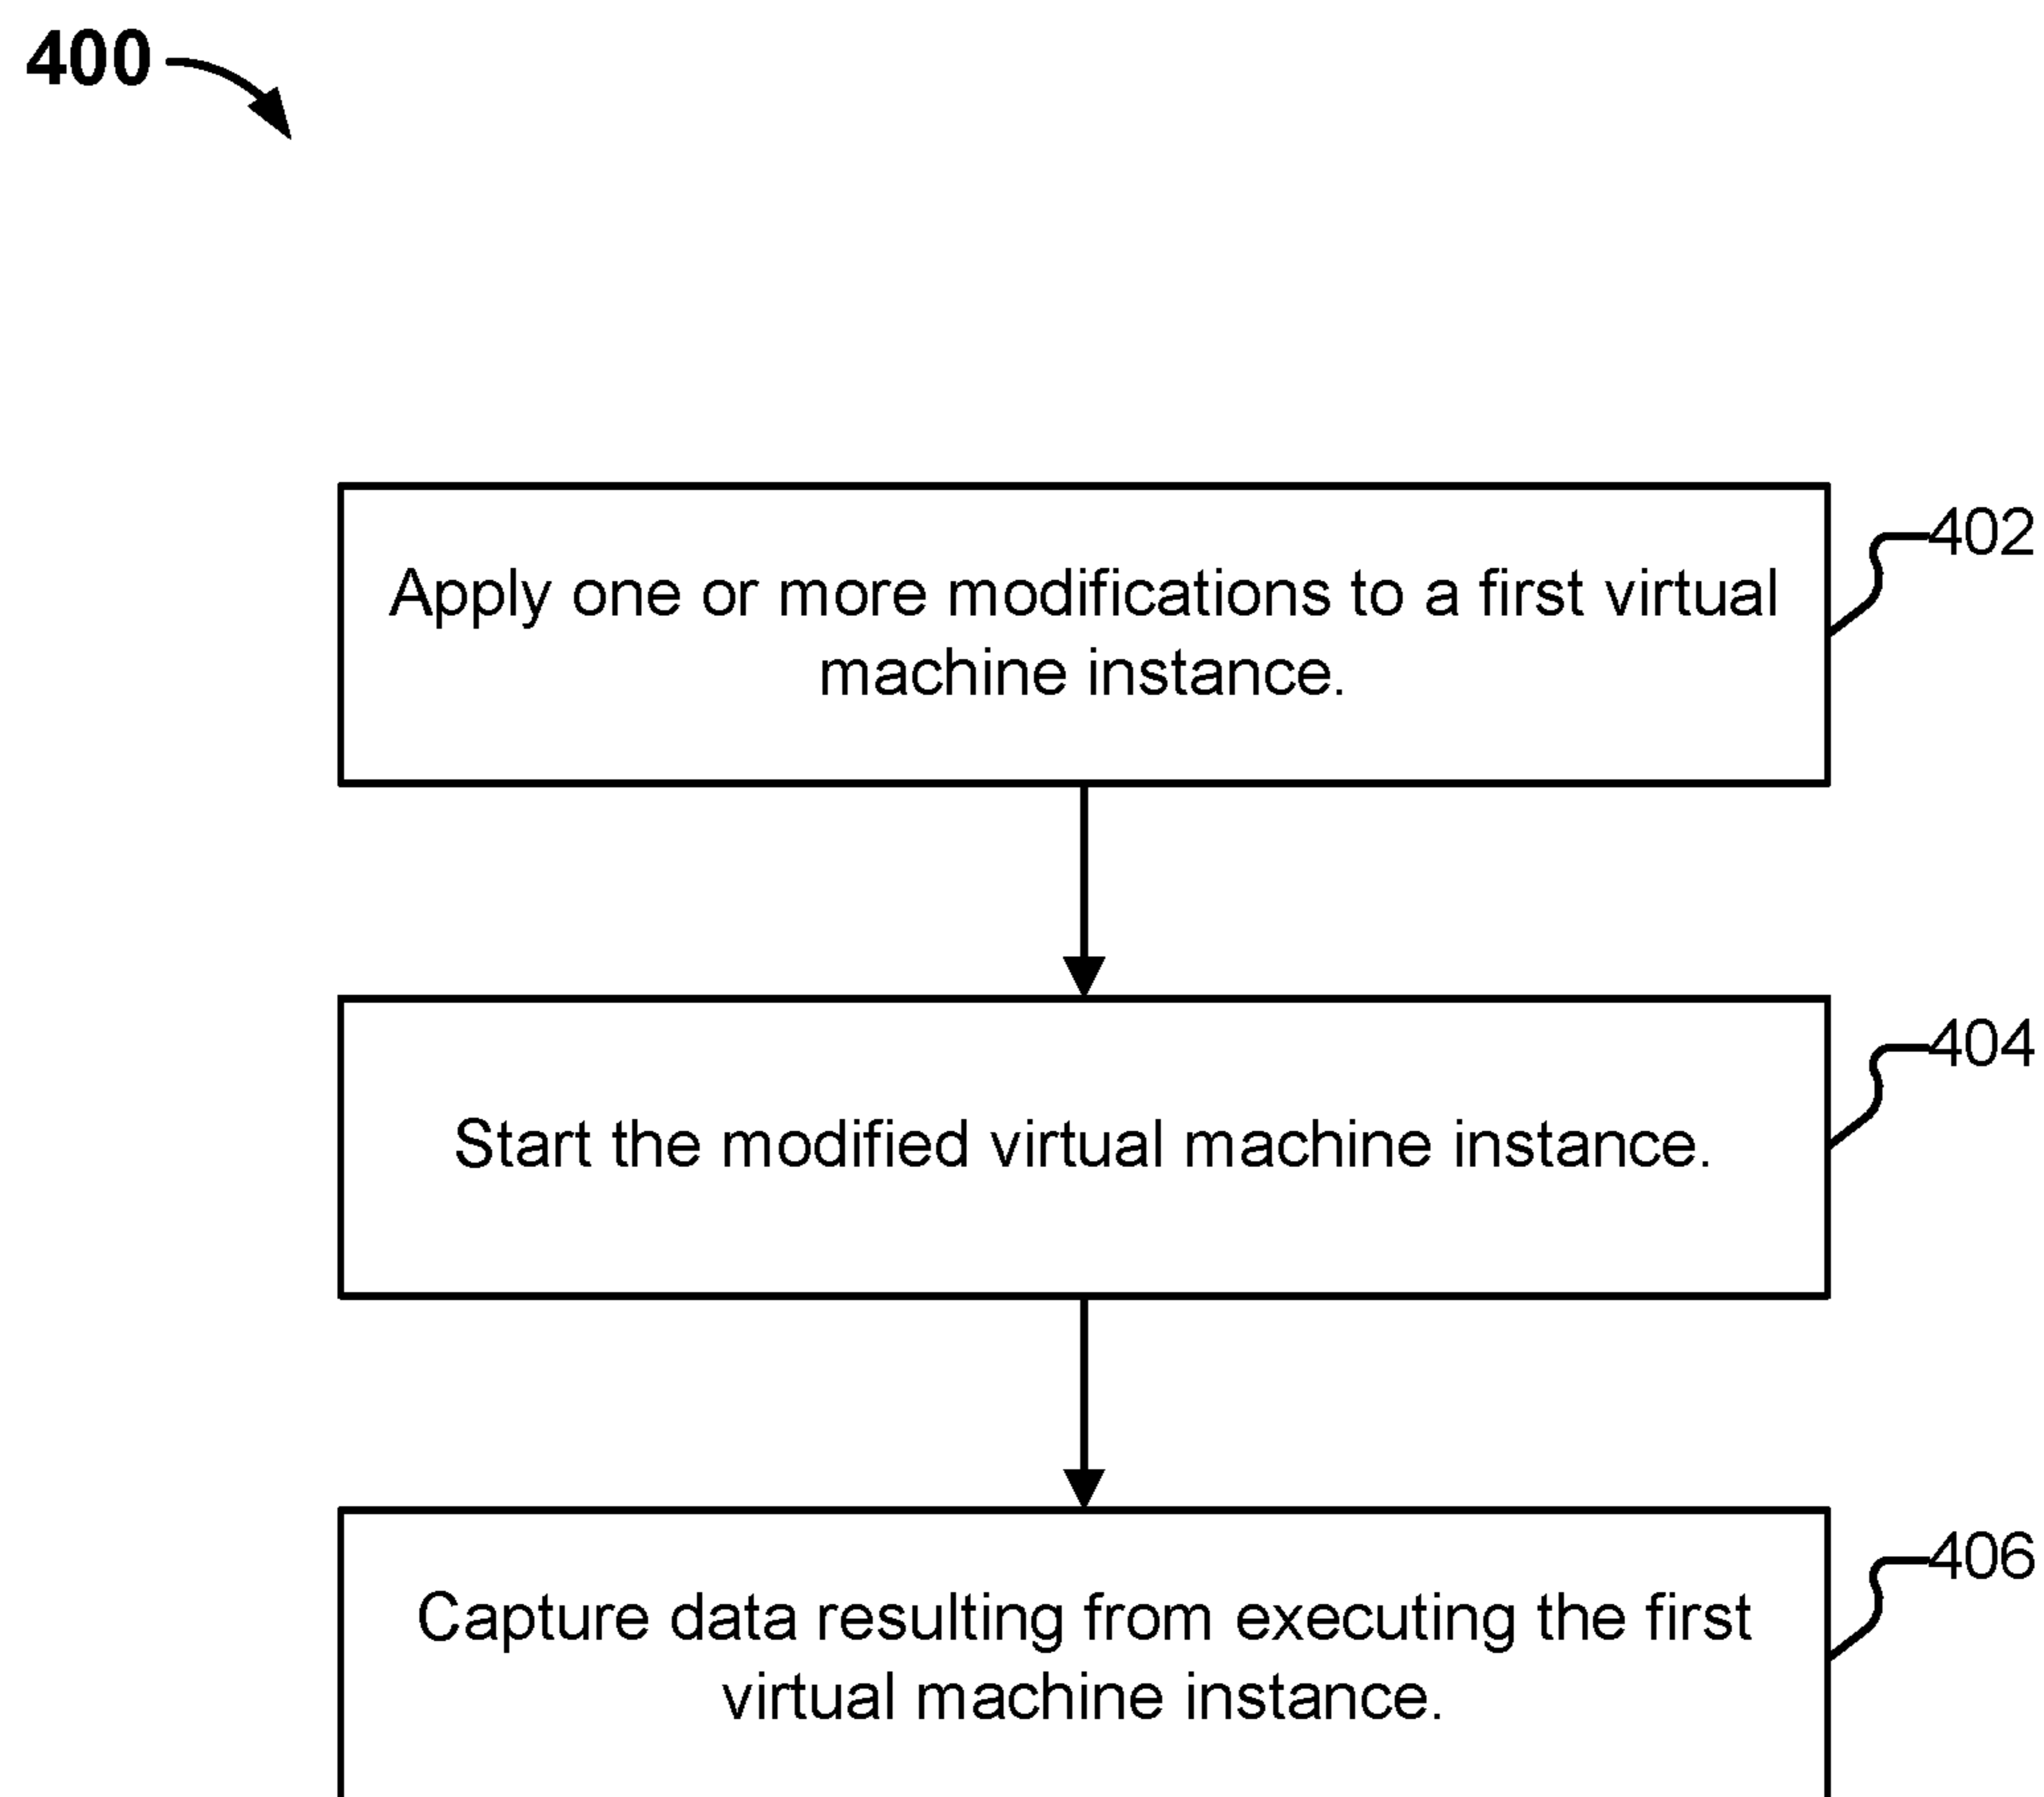 400
402
Apply one or more modifications to a first virtual
machine instance.
404
Start the modified virtual machine instance.
406
Capture data resulting from executing the first
virtual machine instance.